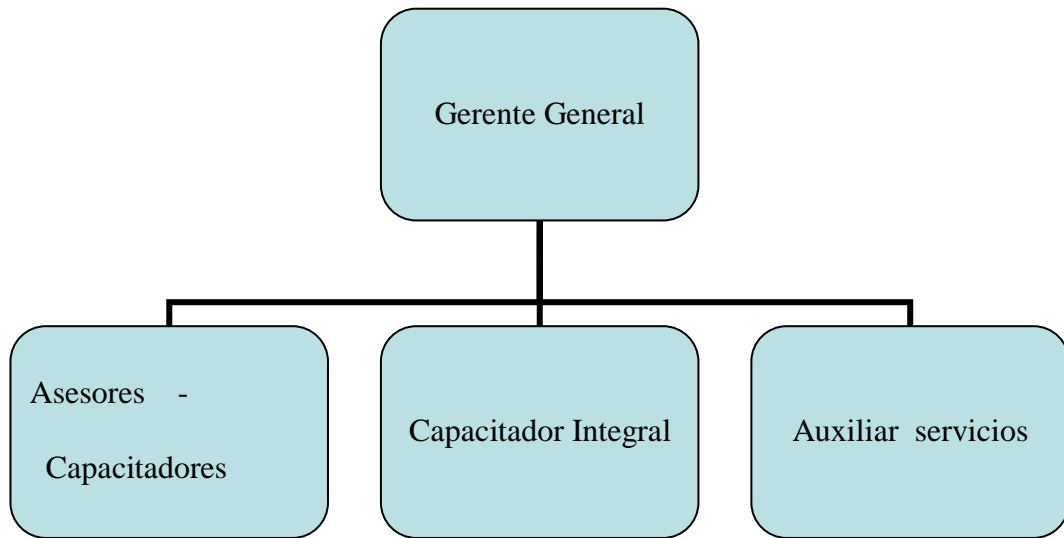 Gerente General
Asesores -
Capacitadores
Capacitador Integral
Auxiliar servicios